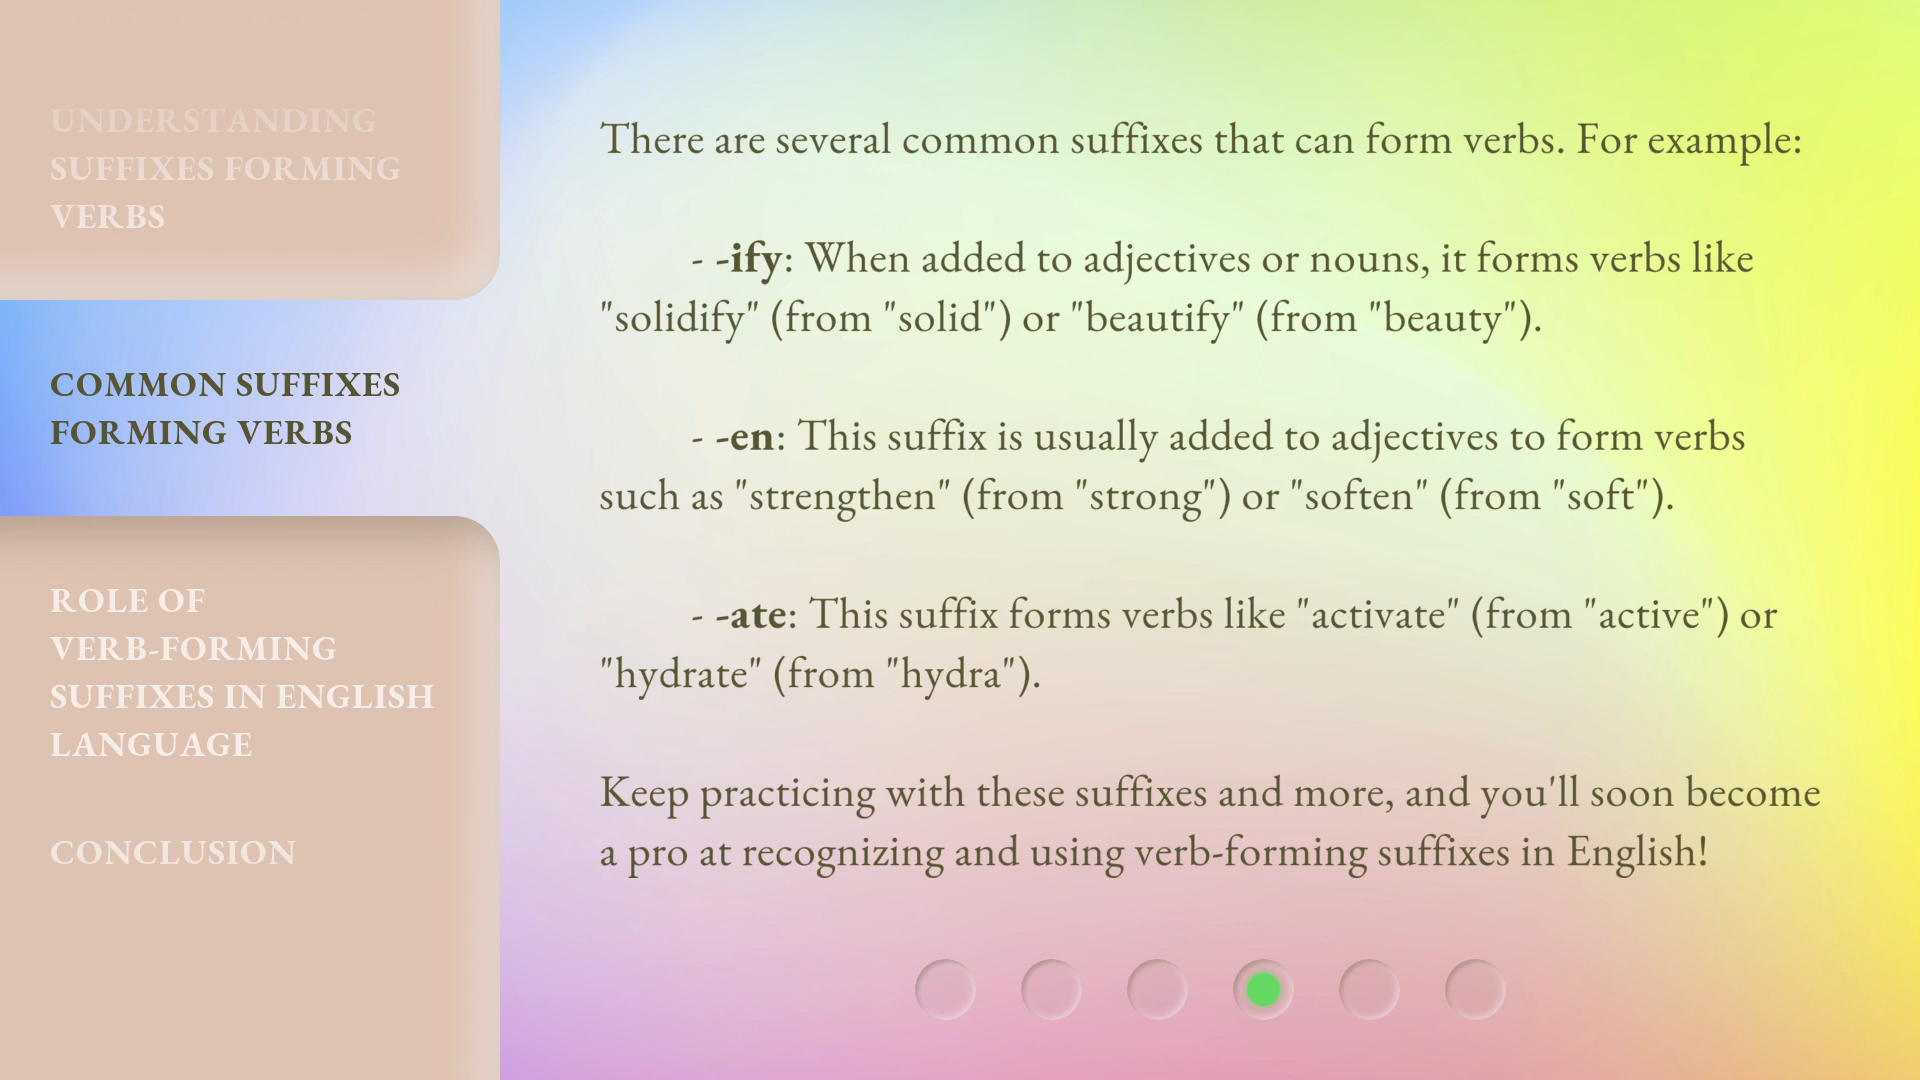 UNDERSTANDING
SUFFIXES FORMING
VERBS
COMMON SUFFIXES
FORMING VERBS
ROLE OF
VERB-FORMING
SUFFIXES IN ENGLISH
LANGUAGE
CONCLUSION
There are several common suffixes that can form verbs. For example:
- -ify: When added to adjectives or nouns, it forms verbs like
"solidify" (from "solid") or "beautify" (from "beauty").
- -en: This suffix is usually added to adjectives to form verbs
such as "strengthen" (from "strong") or "soften" (from "soft").
- -ate: This suffix forms verbs like "activate" (from "active") or
"hydrate" (from "hydra").
Keep practicing with these suffixes and more, and you'll soon become
a pro at recognizing and using verb-forming suffixes in English!